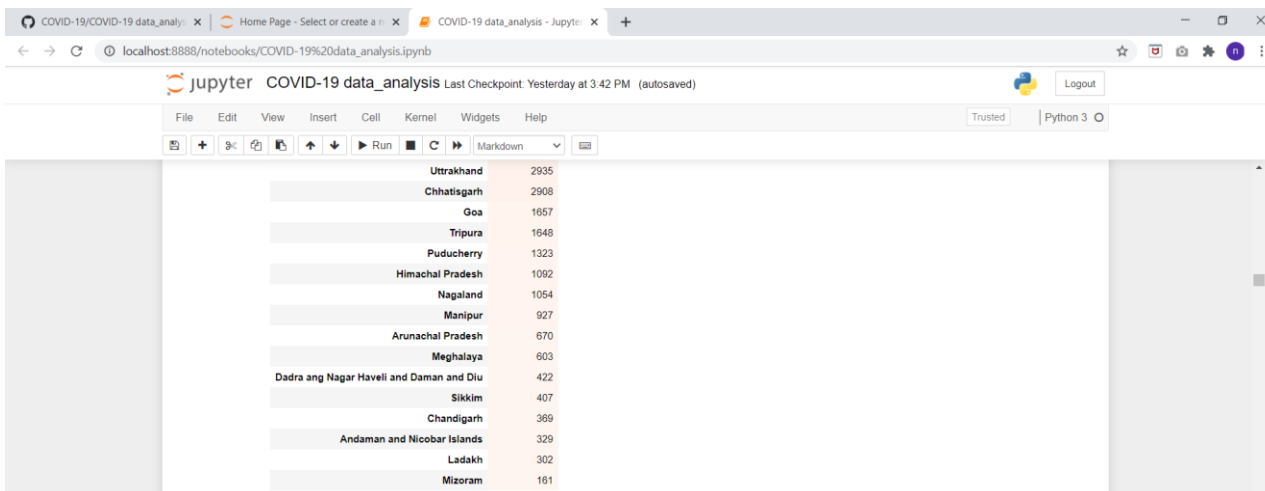 COVID-19/COVID-19 data_analys
Home Page - Select or create a n
COVID-19 data_analysis - Jupyter
localhost:8888/notebooks/COVID-19%20data_analysis.ipynb
n
jupyter COVID-19 data_analysis Last Checkpoint: Yesterday at 3:42 PM (autosaved)
Logout
File Edit View Insert Cell Kernel Widgets Help
Trusted Python 3
Run Markdown
Uttrakhand 2935
Chhatisgarh 2908
Goa 1657
Tripura 1648
Puducherry 1323
Himachal Pradesh 1092
Nagaland 1054
Manipur 927
Arunachal Pradesh 670
Meghalaya 603
Dadra ang Nagar Haveli and Daman and Diu 422
Sikkim 407
Chandigarh 369
Andaman and Nicobar Islands 329
Ladakh 302
Mizoram 161